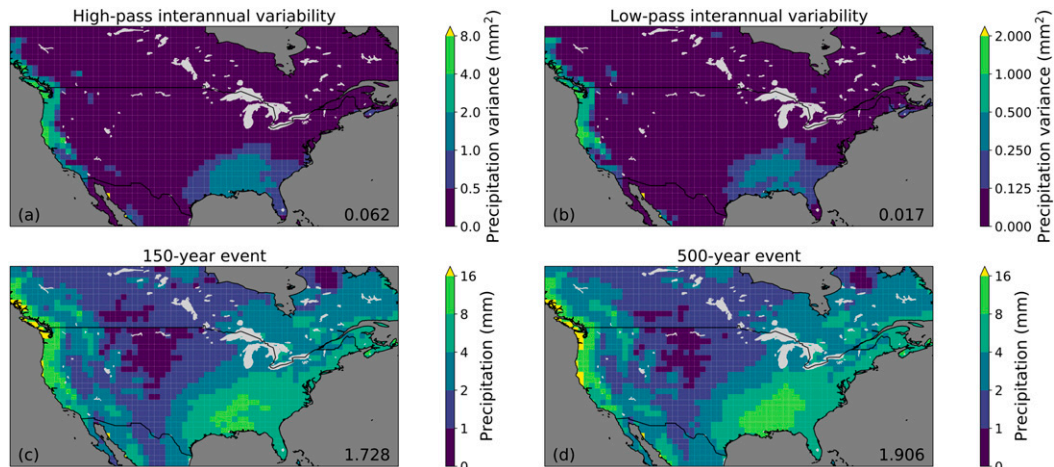 High-pass interannual variability
8.0
4.0
2.0
1.0
0.5
0.0
Precipitation variance (mm²)
(a)
0.062
Low-pass interannual variability
2.000
1.000
0.500
0.250
0.125
0.000
Precipitation variance (mm²)
(b)
0.017
150-year event
16
8
4
2
1
0
Precipitation (mm)
(c)
1.728
500-year event
16
8
4
2
1
0
Precipitation (mm)
(d)
1.906